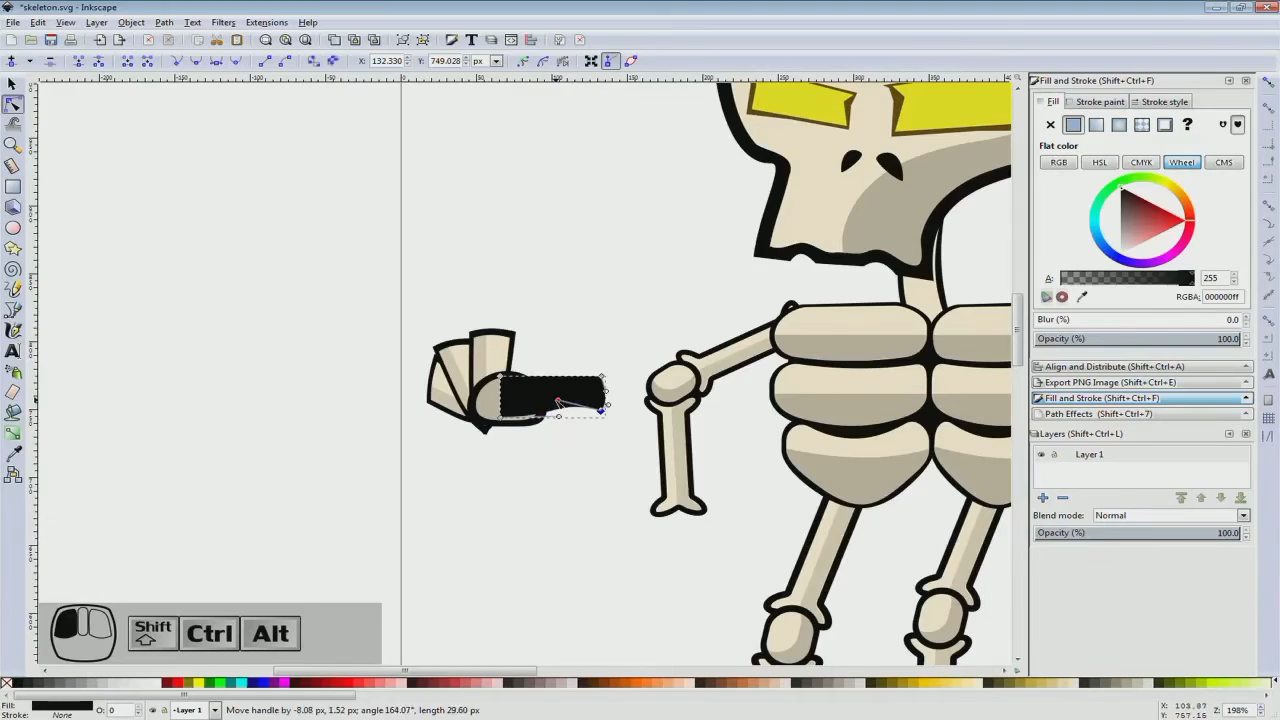 *skeleton.svg - Inkscape
File Edit View Layer Object Path Text Filters Extensions Help
X: 132.330 Y: 749.028 px
Fill and Stroke (Shift+Ctrl+F)
Fill Stroke paint Stroke style
?
Flat color
RGB HSL CMYK Wheel CMS
A: 255
RGBA: 000000ff
Blur (%) 0.0
Opacity (%) 100.0
Align and Distribute (Shift+Ctrl+A)
Export PNG Image (Shift+Ctrl+E)
Fill and Stroke (Shift+Ctrl+F)
Path Effects (Shift+Ctrl+7)
Layers (Shift+Ctrl+L)
Layer 1
Blend mode: Normal
Opacity (%) 100.0
Shift Ctrl Alt
Fill:
Stroke: None
O: 0
-Layer 1
Move handle by -8.08 px, 1.52 px; angle 164.07°, length 29.60 px
X: 103.87
Y: 757.15
Z: 198%